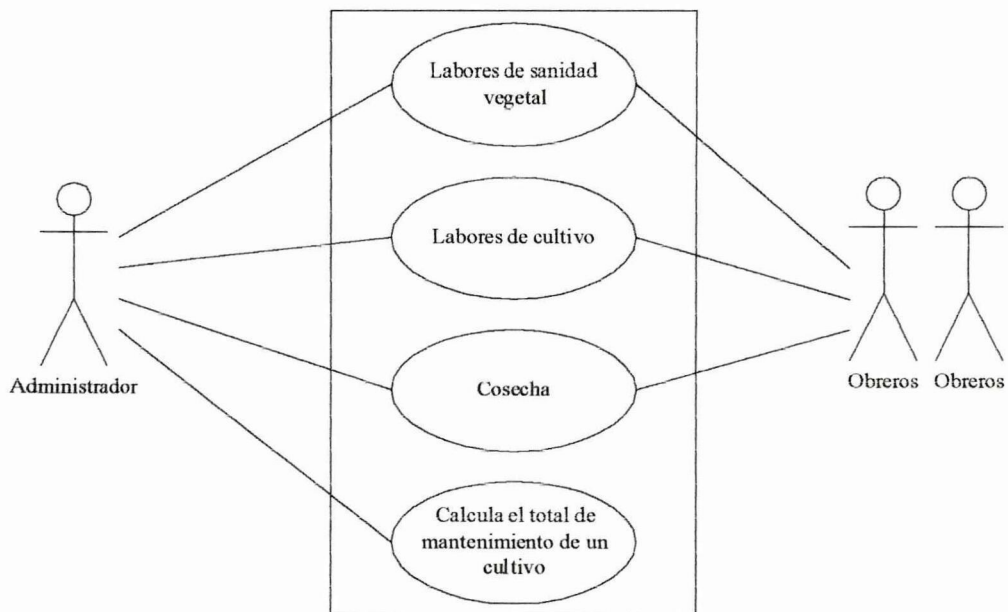 Labores de sanidad
vegetal
Labores de cultivo
Administrador
Cosecha
Obreros
Obreros
Calcula el total de
mantenimiento de un
cultivo